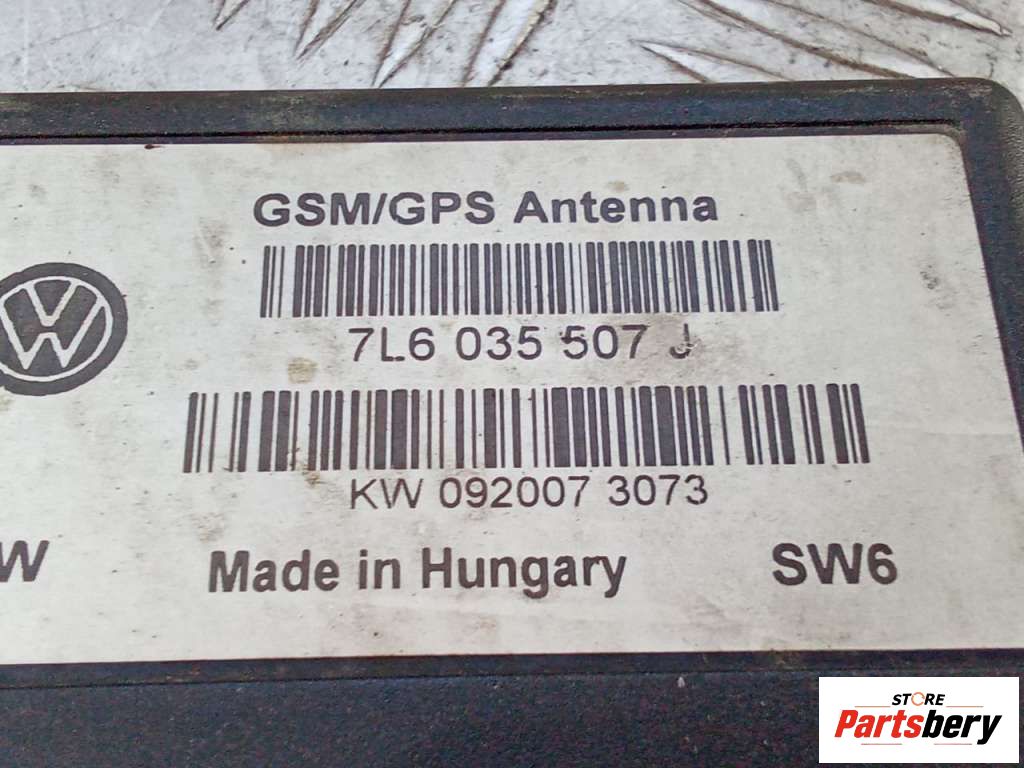 GSM/GPS Antenna
7L6 035 507 J
KW 092007 3073
W Made in Hungary SW6
STORE
Partsbery